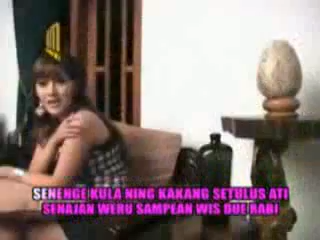 SENENGE KULA NING KAKANG SETULUS ATI
SENAJAN WERU SAMPEAN WIS DUE RABI